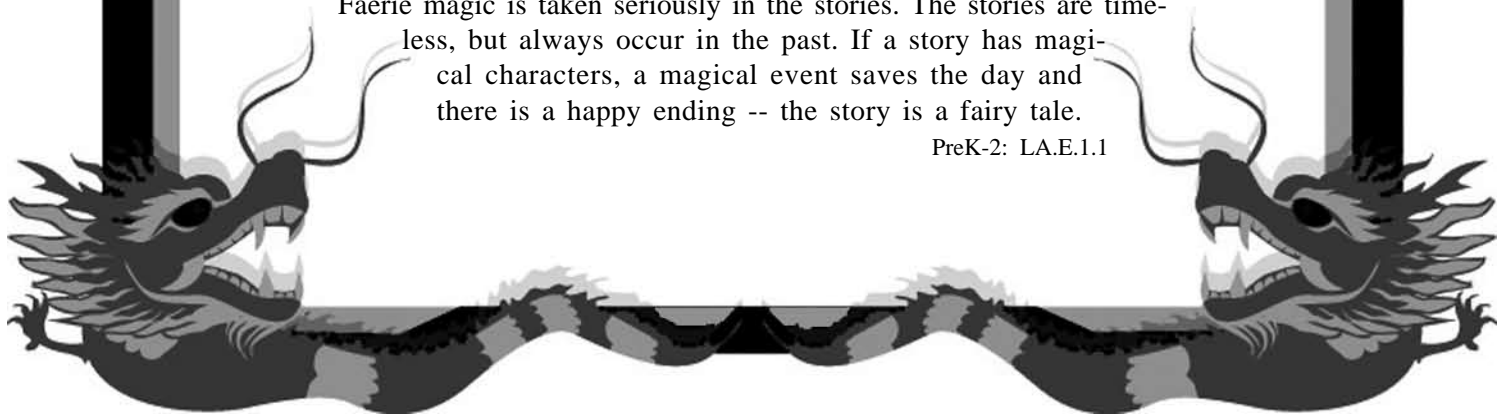 Faerie magic is taken seriously in the stories. The stories are time-
less, but always occur in the past. If a story has magi-
cal characters, a magical event saves the day and
there is a happy ending -- the story is a fairy tale.
PreK-2: LA.E.1.1